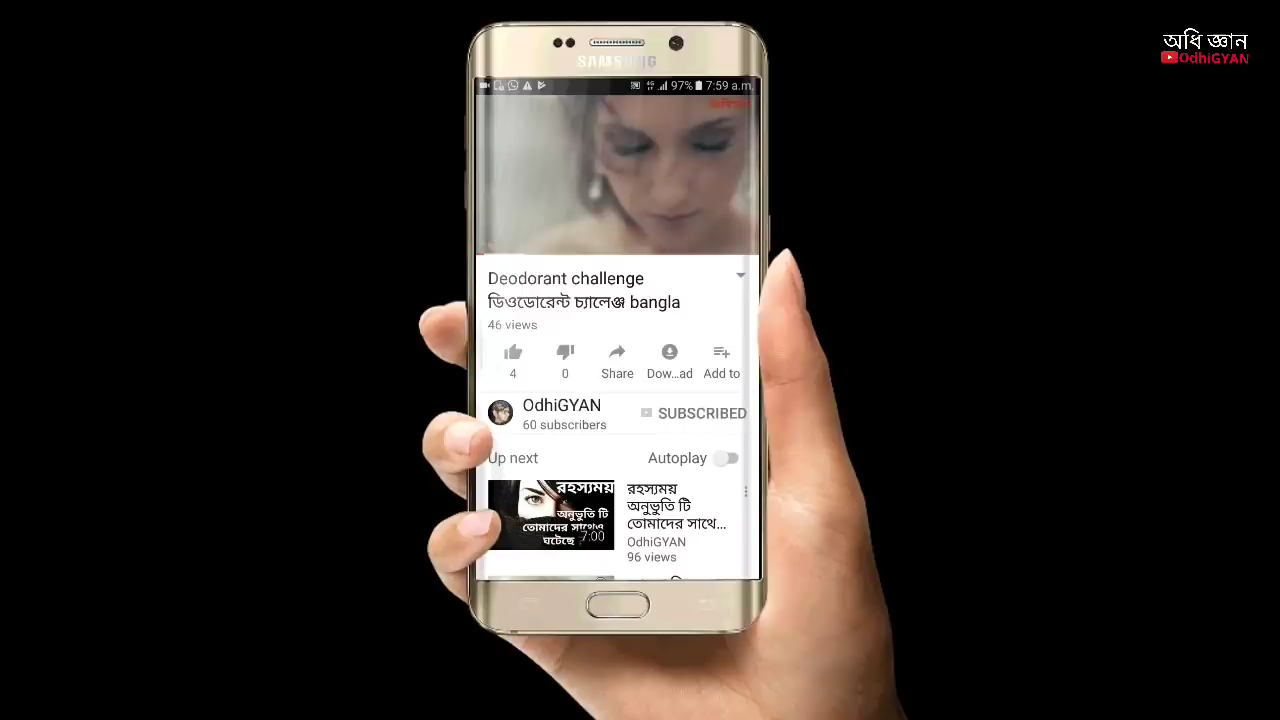 অধি জ্ঞান
OdhiGYAN
SAMSUNG
97% 7:59 a.m.
Deodorant challenge
ডিওডোরেন্ট চ্যালেঞ্জ bangla
46 views
4
0
Share
Dow...ad
Add to
OdhiGYAN
60 subscribers
SUBSCRIBED
Up next
Autoplay
রহস্যময়
অনুভুতি টি
তোমাদের সাথেও
ঘটেছে
7:00
রহস্যময়
অনুভুতি টি
তোমাদের সাথে...
OdhiGYAN
96 views